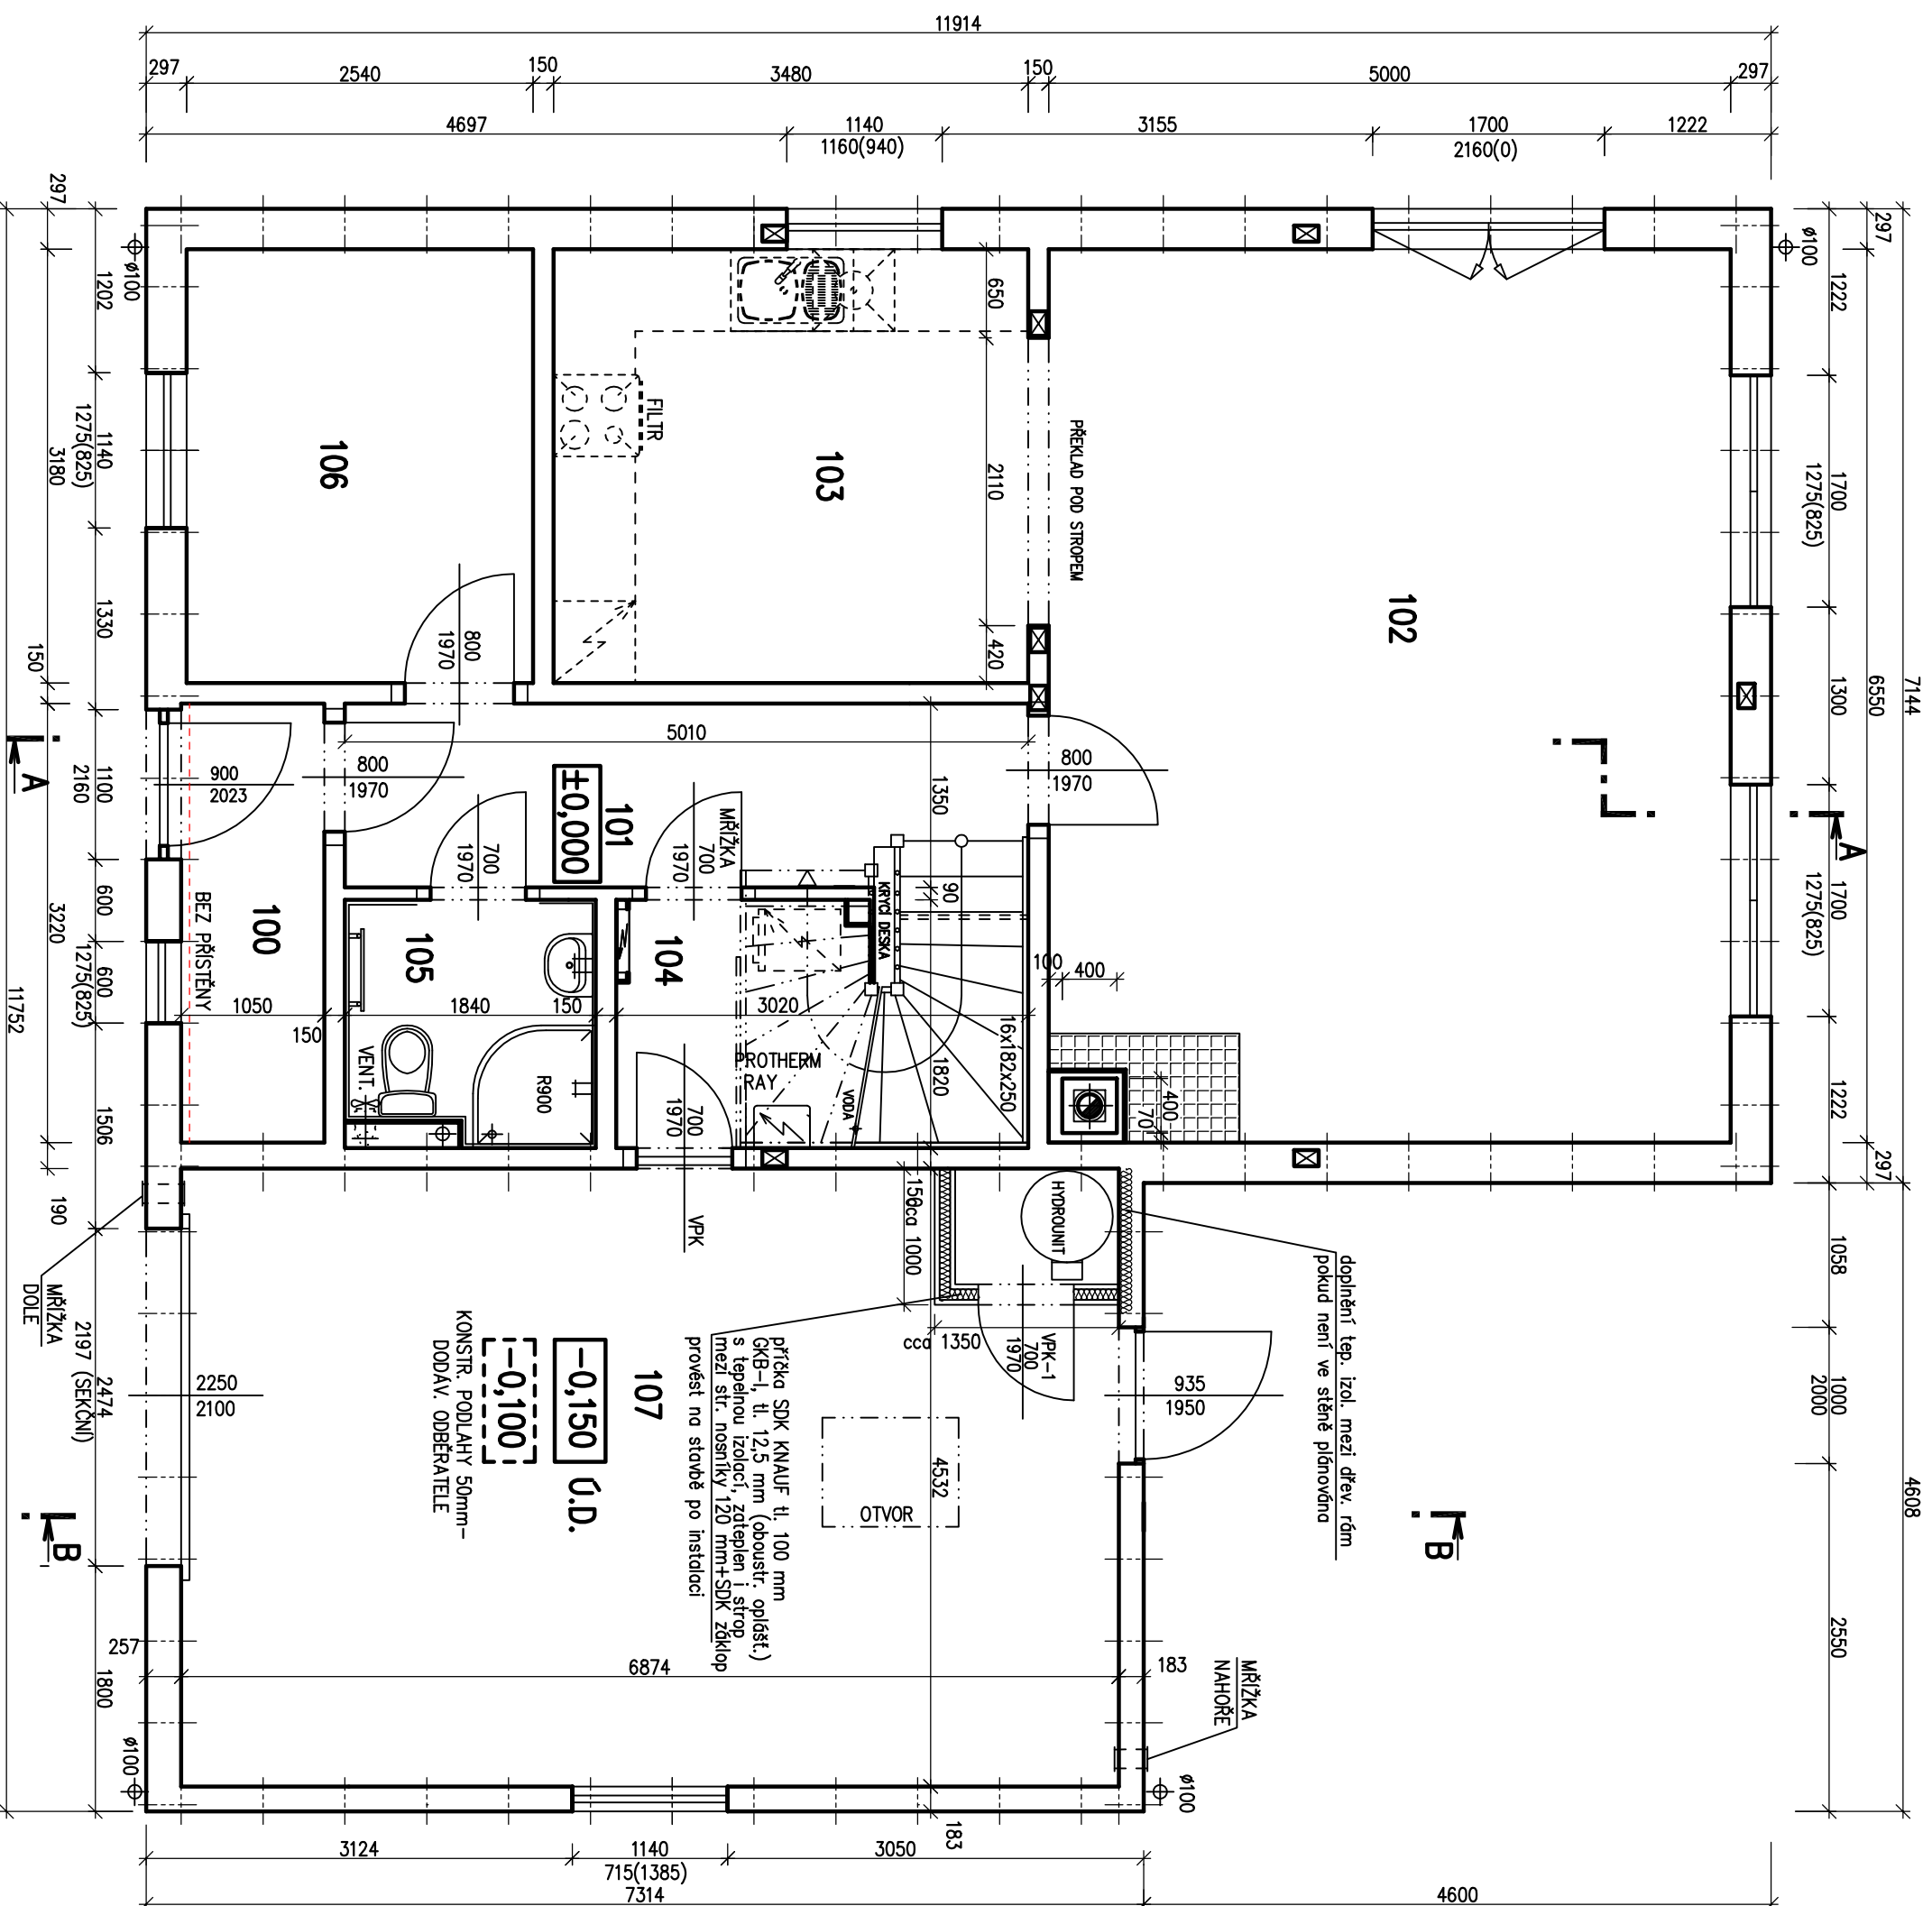 11914
297
2540
150
3480
150
5000
297
4697
1140
1160(940)
3155
1700
2160(0)
1222
297
ø100
1202
1140
1275(825)
3180
1330
150
1100
2160
600
600
1275(825)
3220
1506
190
11752
2474
2197 (SEKČNÍ)
1800
257
ø100
MŘÍŽKA
DOLE
A
B
297
ø100
7144
6550
1222
1700
1275(825)
1300
1700
1275(825)
1222
297
1058
1000
2000
2550
4608
A
B
106
800
1970
103
FILTR
650
2110
420
PŘEKLAD POD STROPEM
102
5010
800
1970
900
2023
800
1970
101
±0,000
1350
700
1970
700
1970
MŘÍŽKA
KRYCÍ DESKA
90
100
400
BEZ PŘÍSTĚNY
100
105
104
1050
150
1840
150
3020
16x182x250
1820
PROTHERM
RAY
VODA
VENT.
R900
700
1970
VPK
400
70
150
cca 1000
HYDROUNIT
cca 1350
VPK-1
700
1970
doplnění tep. izol. mezi dřev. rám
pokud není ve stěně plánována
935
1950
2250
2100
KONSTR. PODLAHY 50mm-
DODÁV. ODBĚRATELE
-0,100
-0,150 Ú.D.
107
příčka SDK KNAUF tl. 100 mm
GKB-I, tl. 12,5 mm (oboustr. oplášť.)
s tepelnou izolací, zateplen i strop
mezi str. nosníky 120 mm+SDK záklop
provést na stavbě po instalaci
4532
OTVOR
6874
183
MŘÍŽKA
NAHOŘE
ø100
183
3124
1140
715(1385)
3050
7314
4600